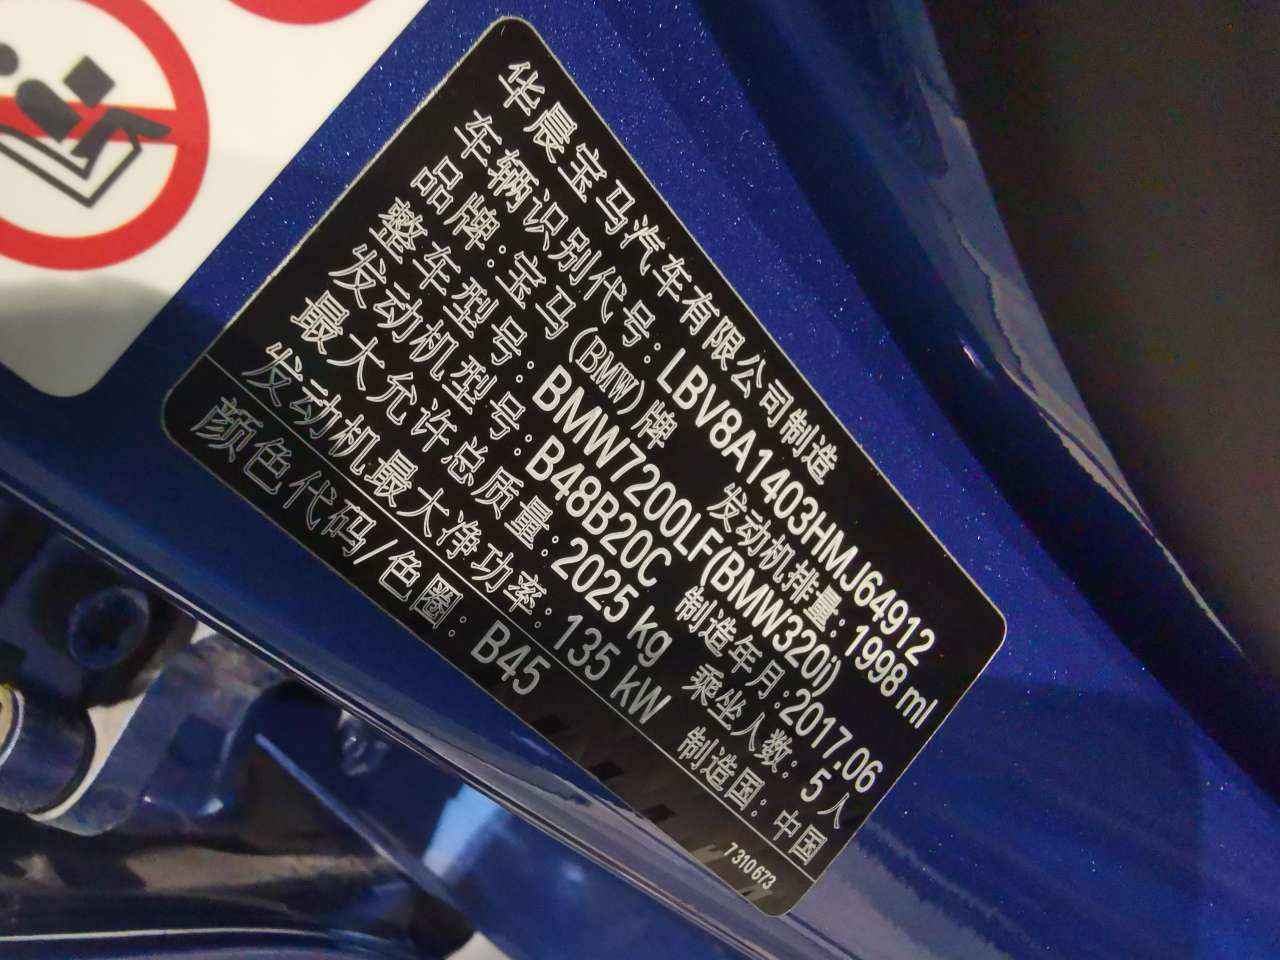 华晨宝马汽车有限公司制造
车辆识别代号: LBV8A1403HMJ64912
品牌: 宝马(BMW)牌 发动机排量: 1998 ml
整车型号: BMW7200LF(BMW320i)
发动机型号: B48B20C 制造年月: 2017.06
最大允许总质量: 2025 kg 乘坐人数: 5 人
发动机最大净功率: 135 kW 制造国: 中国
颜色代码/色圈: B45
7 310 673